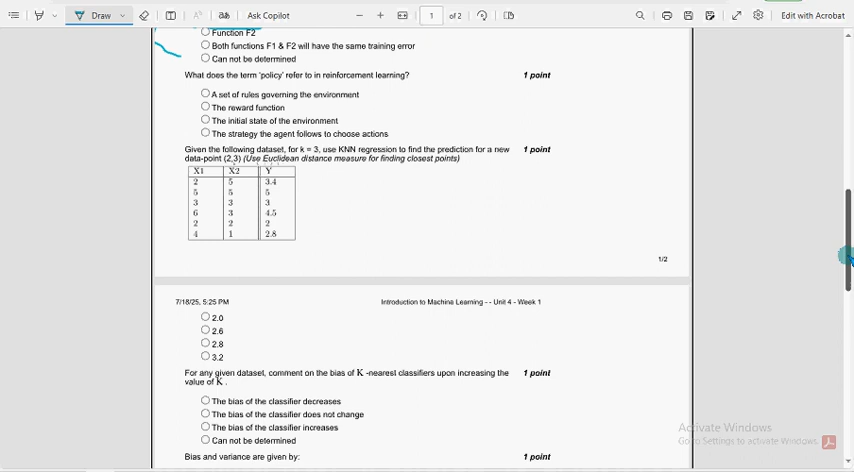 Draw
Ask Copilot
1 of 2
Edit with Acrobat
Function F2
Both functions F1 & F2 will have the same training error
Can not be determined
What does the term 'policy' refer to in reinforcement learning? 1 point
A set of rules governing the environment
The reward function
The initial state of the environment
The strategy the agent follows to choose actions
Given the following dataset, for k = 3, use KNN regression to find the prediction for a new 1 point
data-point (2,3) (Use Euclidean distance measure for finding closest points)
X1 X2 Y
2 5 3.4
5 5 5
3 3 3
6 3 4.5
2 2 2
4 1 2.8
1/2
7/18/25, 5:25 PM Introduction to Machine Learning - - Unit 4 - Week 1
2.0
2.6
2.8
3.2
For any given dataset, comment on the bias of K -nearest classifiers upon increasing the 1 point
value of K .
The bias of the classifier decreases
The bias of the classifier does not change
The bias of the classifier increases
Can not be determined
Bias and variance are given by: 1 point
Activate Windows
Go to Settings to activate Windows.